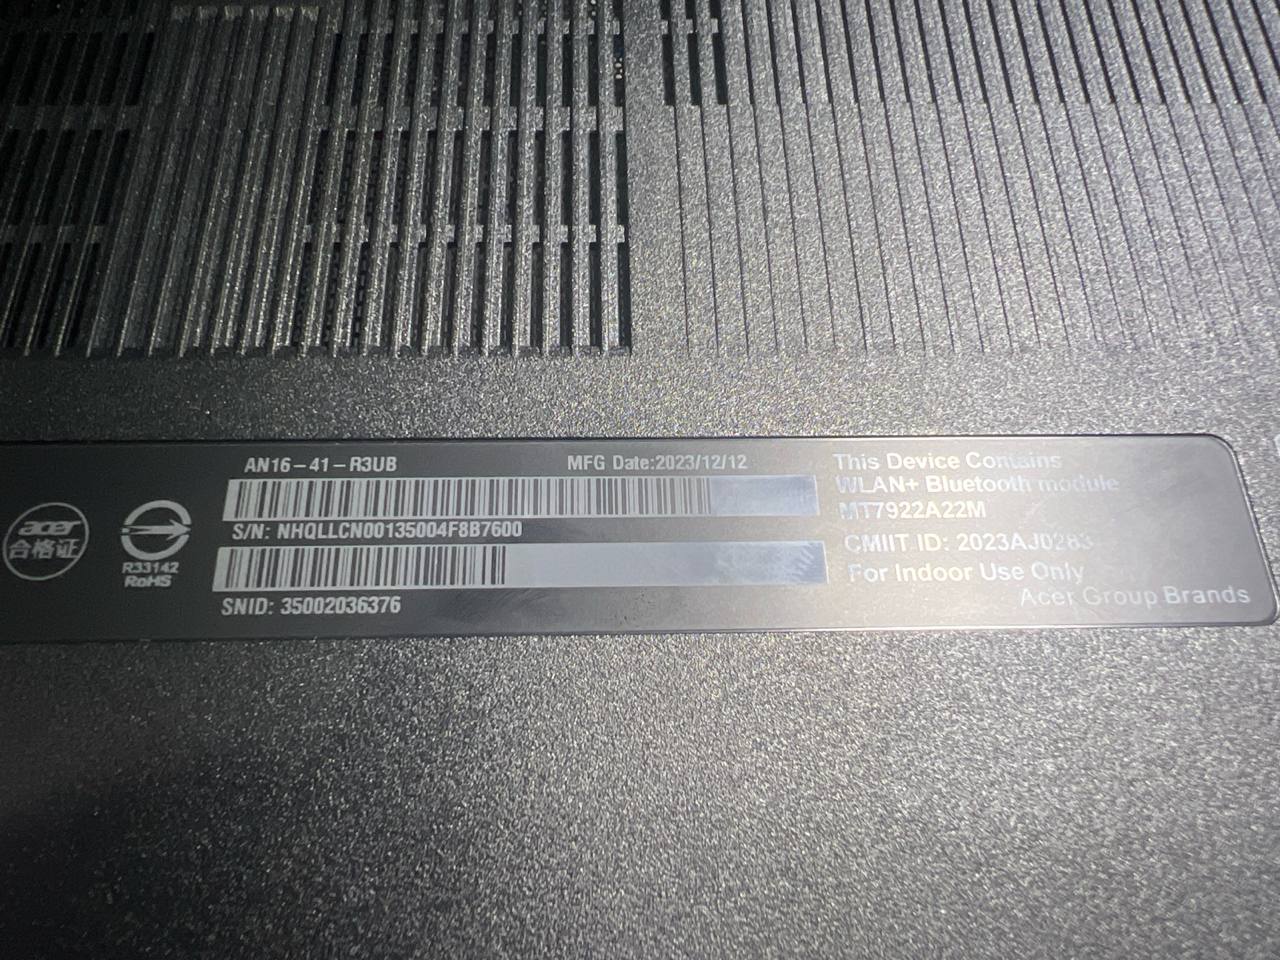 AN16-41-R3UB
MFG Date:2023/12/12
S/N: NHQLLCN00135004F8B7600
SNID: 35002036376
acer
合格证
R33142
RoHS
This Device Contains
WLAN+ Bluetooth module
MT7922A22M
CMIIT ID: 2023AJ0283
For Indoor Use Only
Acer Group Brands